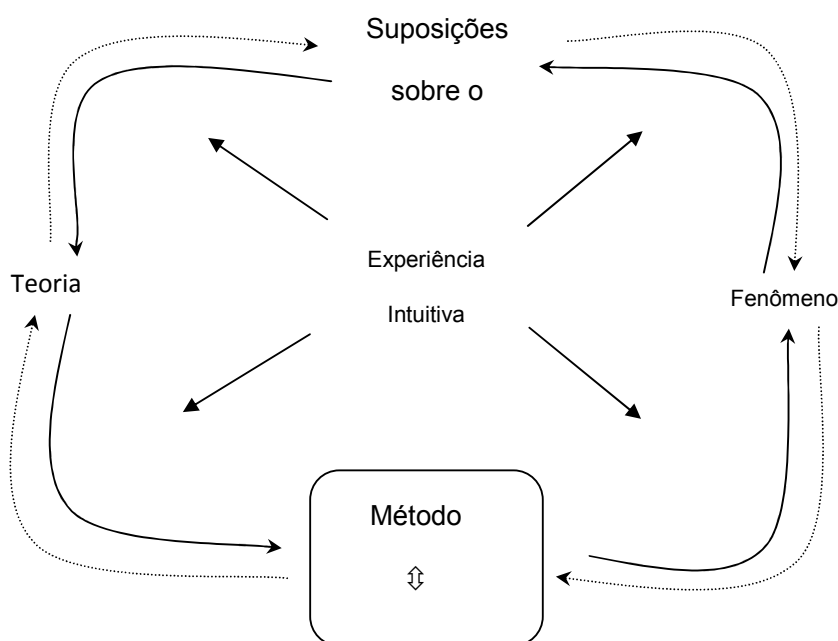 Suposições
sobre o
Experiência
Intuitiva
Teoria
Fenômeno
Método
⇳